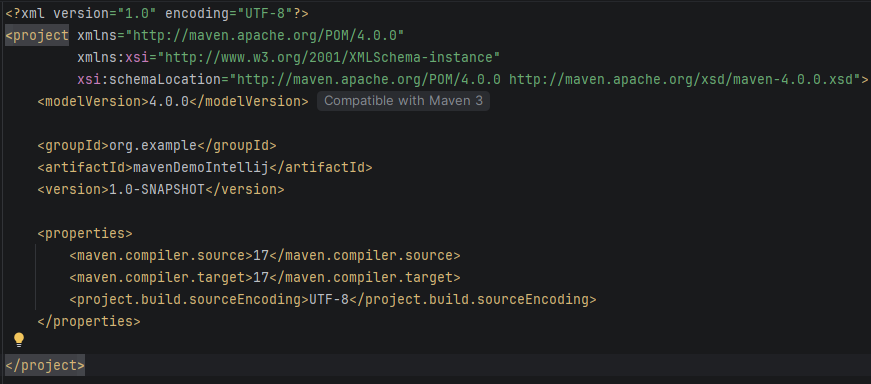 <?xml version="1.0" encoding="UTF-8"?>
<project xmlns="http://maven.apache.org/POM/4.0.0"
         xmlns:xsi="http://www.w3.org/2001/XMLSchema-instance"
         xsi:schemaLocation="http://maven.apache.org/POM/4.0.0 http://maven.apache.org/xsd/maven-4.0.0.xsd">
    <modelVersion>4.0.0</modelVersion> Compatible with Maven 3
    <groupId>org.example</groupId>
    <artifactId>mavenDemoIntellij</artifactId>
    <version>1.0-SNAPSHOT</version>
    <properties>
        <maven.compiler.source>17</maven.compiler.source>
        <maven.compiler.target>17</maven.compiler.target>
        <project.build.sourceEncoding>UTF-8</project.build.sourceEncoding>
    </properties>
</project>